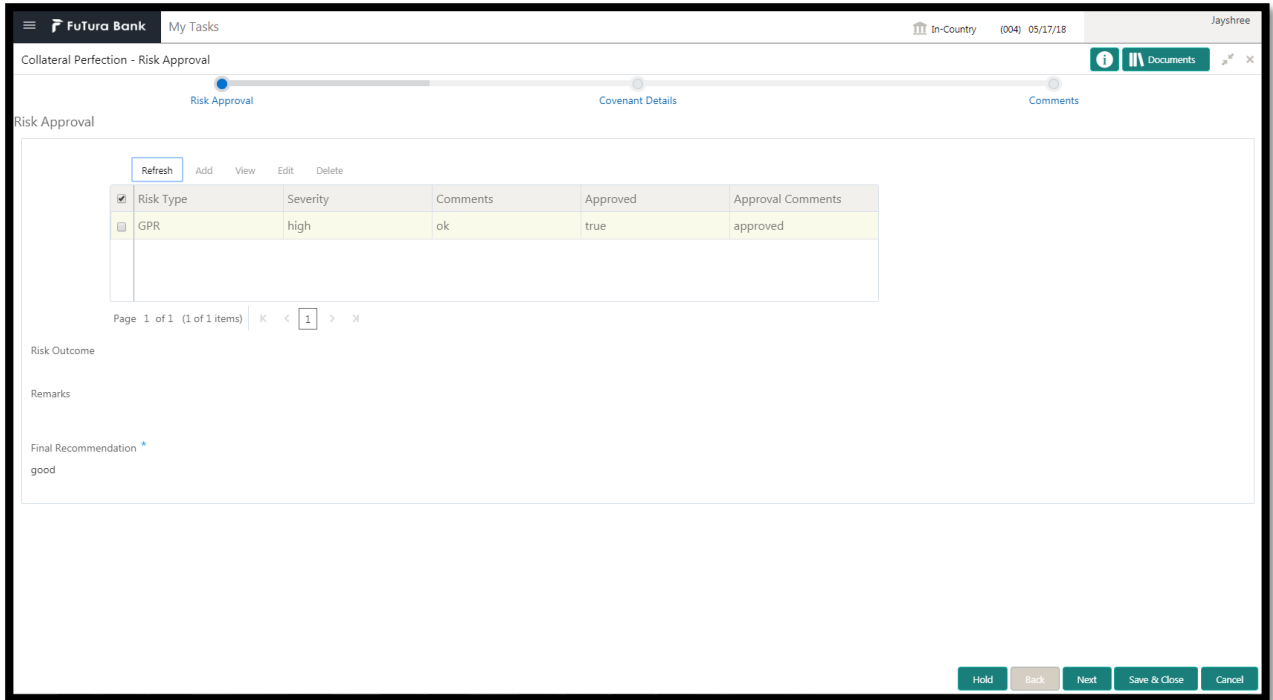 FuTura Bank My Tasks In-Country (004) 05/17/18 Jayshree
Collateral Perfection - Risk Approval Documents
Risk Approval Covenant Details Comments
Risk Approval
Refresh Add View Edit Delete
Risk Type Severity Comments Approved Approval Comments
GPR high ok true approved
Page 1 of 1 (1 of 1 items) 1
Risk Outcome
Remarks
Final Recommendation *
good
Hold Back Next Save & Close Cancel